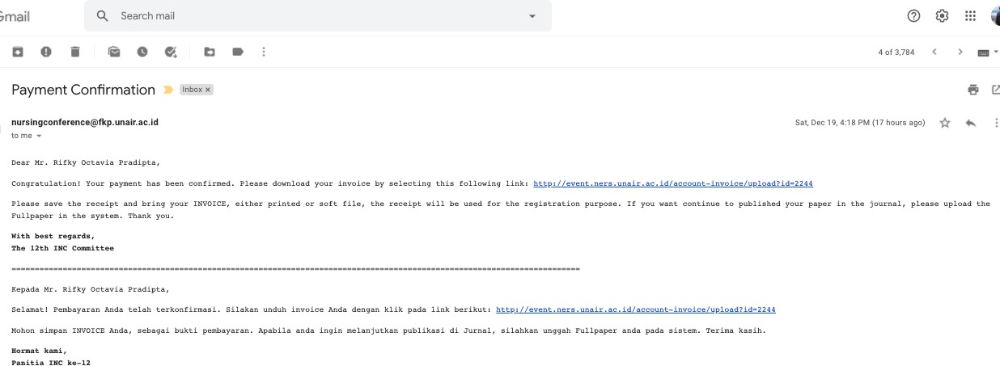 Gmail
Search mail
4 of 3,784
Payment Confirmation
Inbox ×
nursingconference@fkp.unair.ac.id
Sat, Dec 19, 4:18 PM (17 hours ago)
to me
Dear Mr. Rifky Octavia Pradipta,
Congratulation! Your payment has been confirmed. Please download your invoice by selecting this following link: http://event.ners.unair.ac.id/account-invoice/upload?id=2244
Please save the receipt and bring your INVOICE, either printed or soft file, the receipt will be used for the registration purpose. If you want continue to published your paper in the journal, please upload the
Fullpaper in the system. Thank you.
With best regards,
The 12th INC Committee
Kepada Mr. Rifky Octavia Pradipta,
Selamat! Pembayaran Anda telah terkonfirmasi. Silakan unduh invoice Anda dengan klik pada link berikut: http://event.ners.unair.ac.id/account-invoice/upload?id=2244
Mohon simpan INVOICE Anda, sebagai bukti pembayaran. Apabila anda ingin melanjutkan publikasi di Jurnal, silahkan unggah Fullpaper anda pada sistem. Terima kasih.
Hormat kami,
Panitia INC ke-12